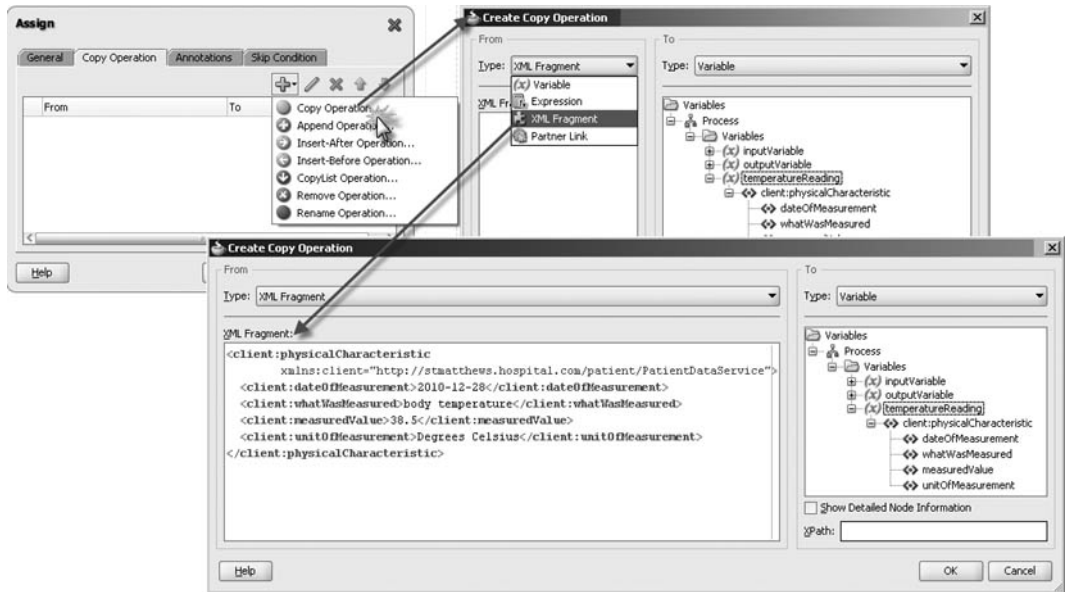 Assign
General Copy Operation Annotations Skip Condition
From To
Copy Operation...
Append Operation...
Insert-After Operation...
Insert-Before Operation...
CopyList Operation...
Remove Operation...
Rename Operation...
Help
Create Copy Operation
From
Type: XML Fragment
(x) Variable
Expression
XML Fragment
Partner Link
XML Fr
To
Type: Variable
Variables
Process
Variables
(x) inputVariable
(x) outputVariable
(x) temperatureReading
client:physicalCharacteristic
dateOfMeasurement
whatWasMeasured
Create Copy Operation
From
Type: XML Fragment
XML Fragment:
<client:physicalCharacteristic
xmlns:client="http://stmatthews.hospital.com/patient/PatientDataService">
<client:dateOfMeasurement>2010-12-28</client:dateOfMeasurement>
<client:whatWasMeasured>body temperature</client:whatWasMeasured>
<client:measuredValue>38.5</client:measuredValue>
<client:unitOfMeasurement>Degrees Celsius</client:unitOfMeasurement>
</client:physicalCharacteristic>
To
Type: Variable
Variables
Process
Variables
(x) inputVariable
(x) outputVariable
(x) temperatureReading
client:physicalCharacteristic
dateOfMeasurement
whatWasMeasured
measuredValue
unitOfMeasurement
Show Detailed Node Information
XPath:
Help
OK Cancel